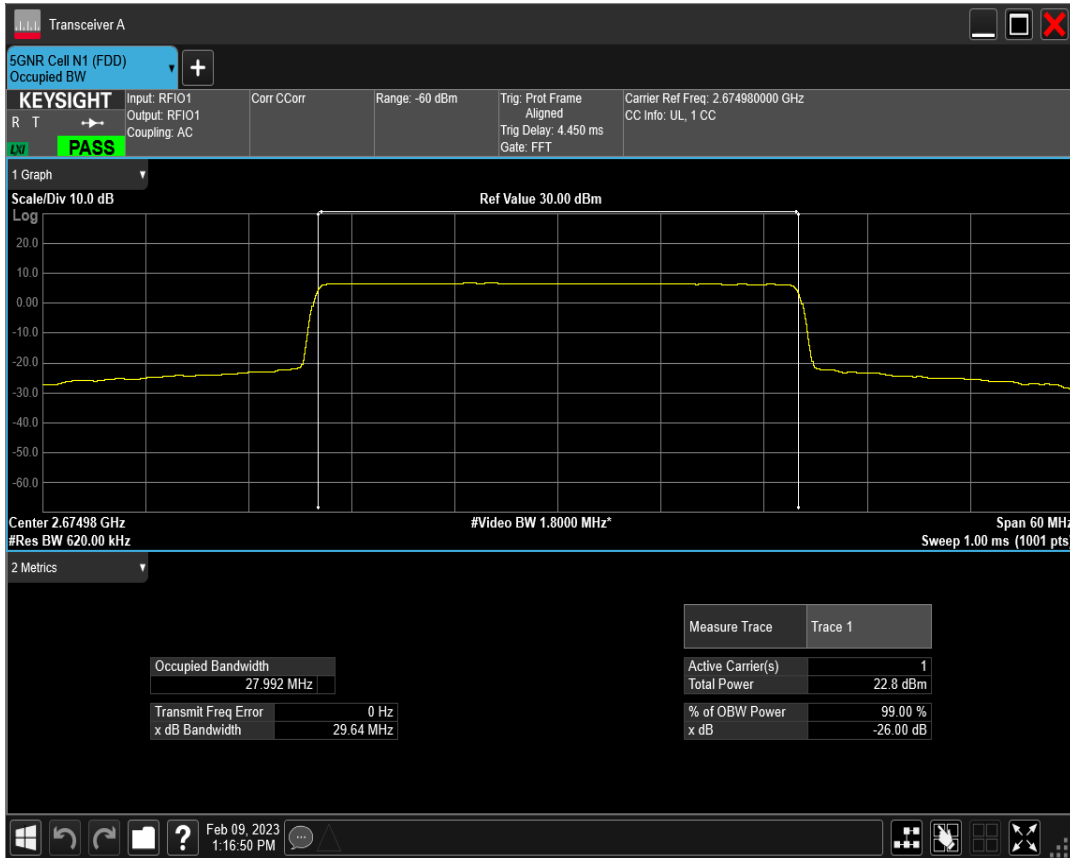 Transceiver A
5GNR Cell N1 (FDD)
Occupied BW
+
KEYSIGHT
R T
LXI
PASS
Input: RFIO1
Output: RFIO1
Coupling: AC
Corr CCorr
Range: -60 dBm
Trig: Prot Frame
Aligned
Trig Delay: 4.450 ms
Gate: FFT
Carrier Ref Freq: 2.674980000 GHz
CC Info: UL, 1 CC
1 Graph
Scale/Div 10.0 dB
Ref Value 30.00 dBm
Log
20.0
10.0
0.00
-10.0
-20.0
-30.0
-40.0
-50.0
-60.0
Center 2.67498 GHz
#Video BW 1.8000 MHz*
Span 60 MHz
#Res BW 620.00 kHz
Sweep 1.00 ms (1001 pts)
2 Metrics
Measure Trace Trace 1
Occupied Bandwidth
27.992 MHz
Active Carrier(s) 1
Total Power 22.8 dBm
Transmit Freq Error 0 Hz
x dB Bandwidth 29.64 MHz
% of OBW Power 99.00 %
x dB -26.00 dB
?
Feb 09, 2023
1:16:50 PM